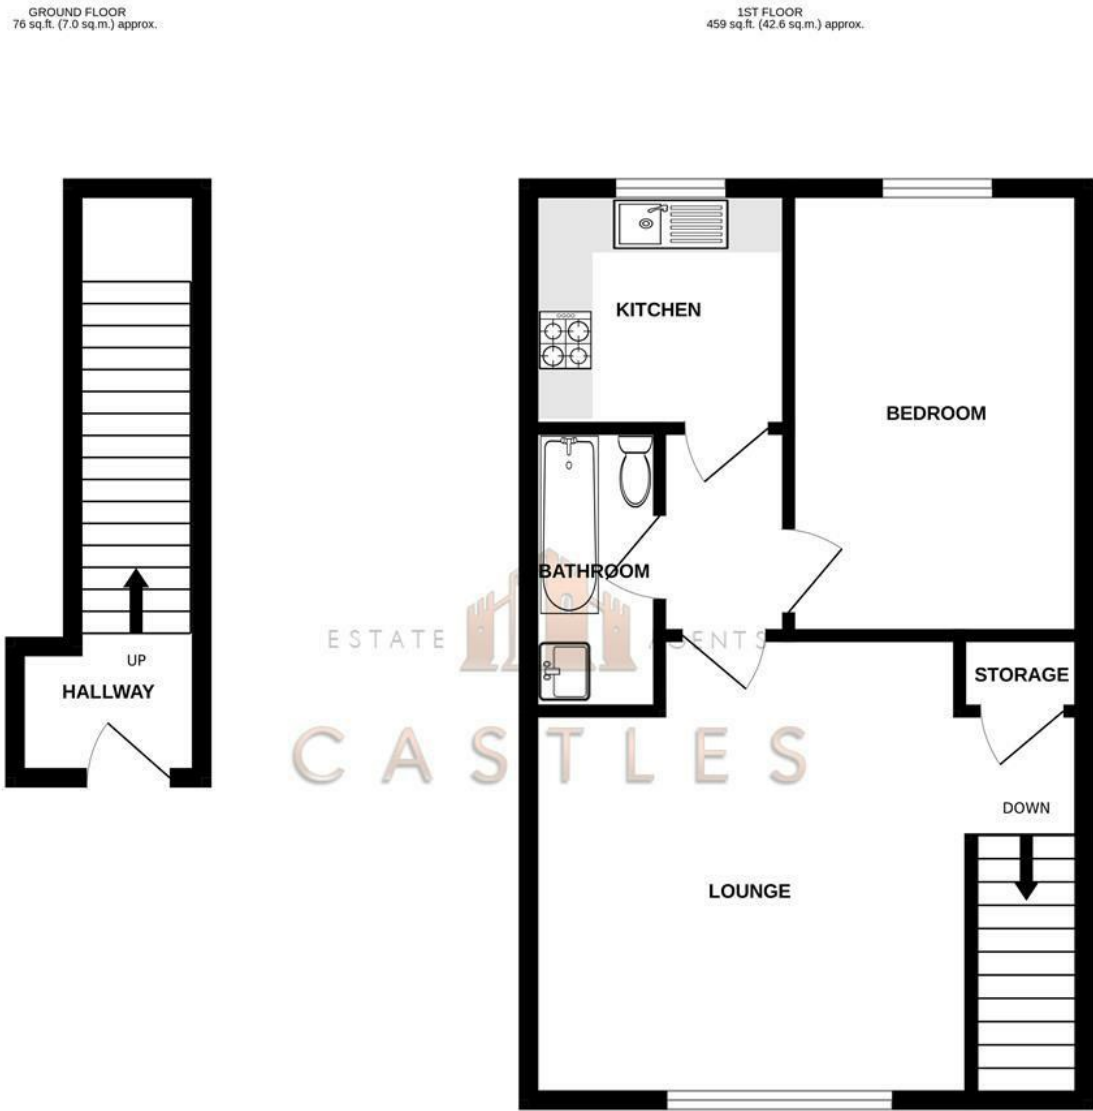 GROUND FLOOR
76 sq.ft. (7.0 sq.m.) approx.
1ST FLOOR
459 sq.ft. (42.6 sq.m.) approx.
KITCHEN
BEDROOM
BATHROOM
ESTATE AGENTS
UP
HALLWAY
STORAGE
CASTLES
DOWN
LOUNGE